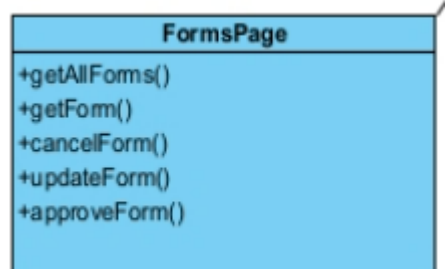 FormsPage
+getAllForms()
+getForm()
+cancelForm()
+updateForm()
+approveForm()